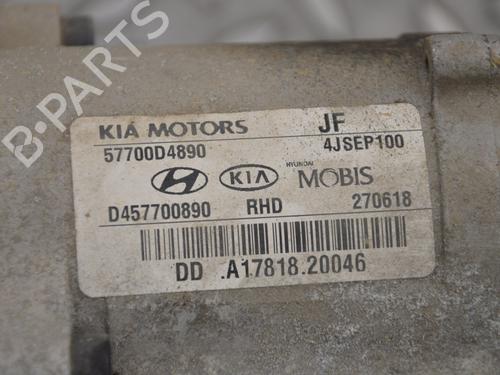 KIA MOTORS JF
57700D4890 4JSEP100
KIA HYUNDAI MOBIS
D457700890 RHD 270618
DD .A17818.20046
B PARTS